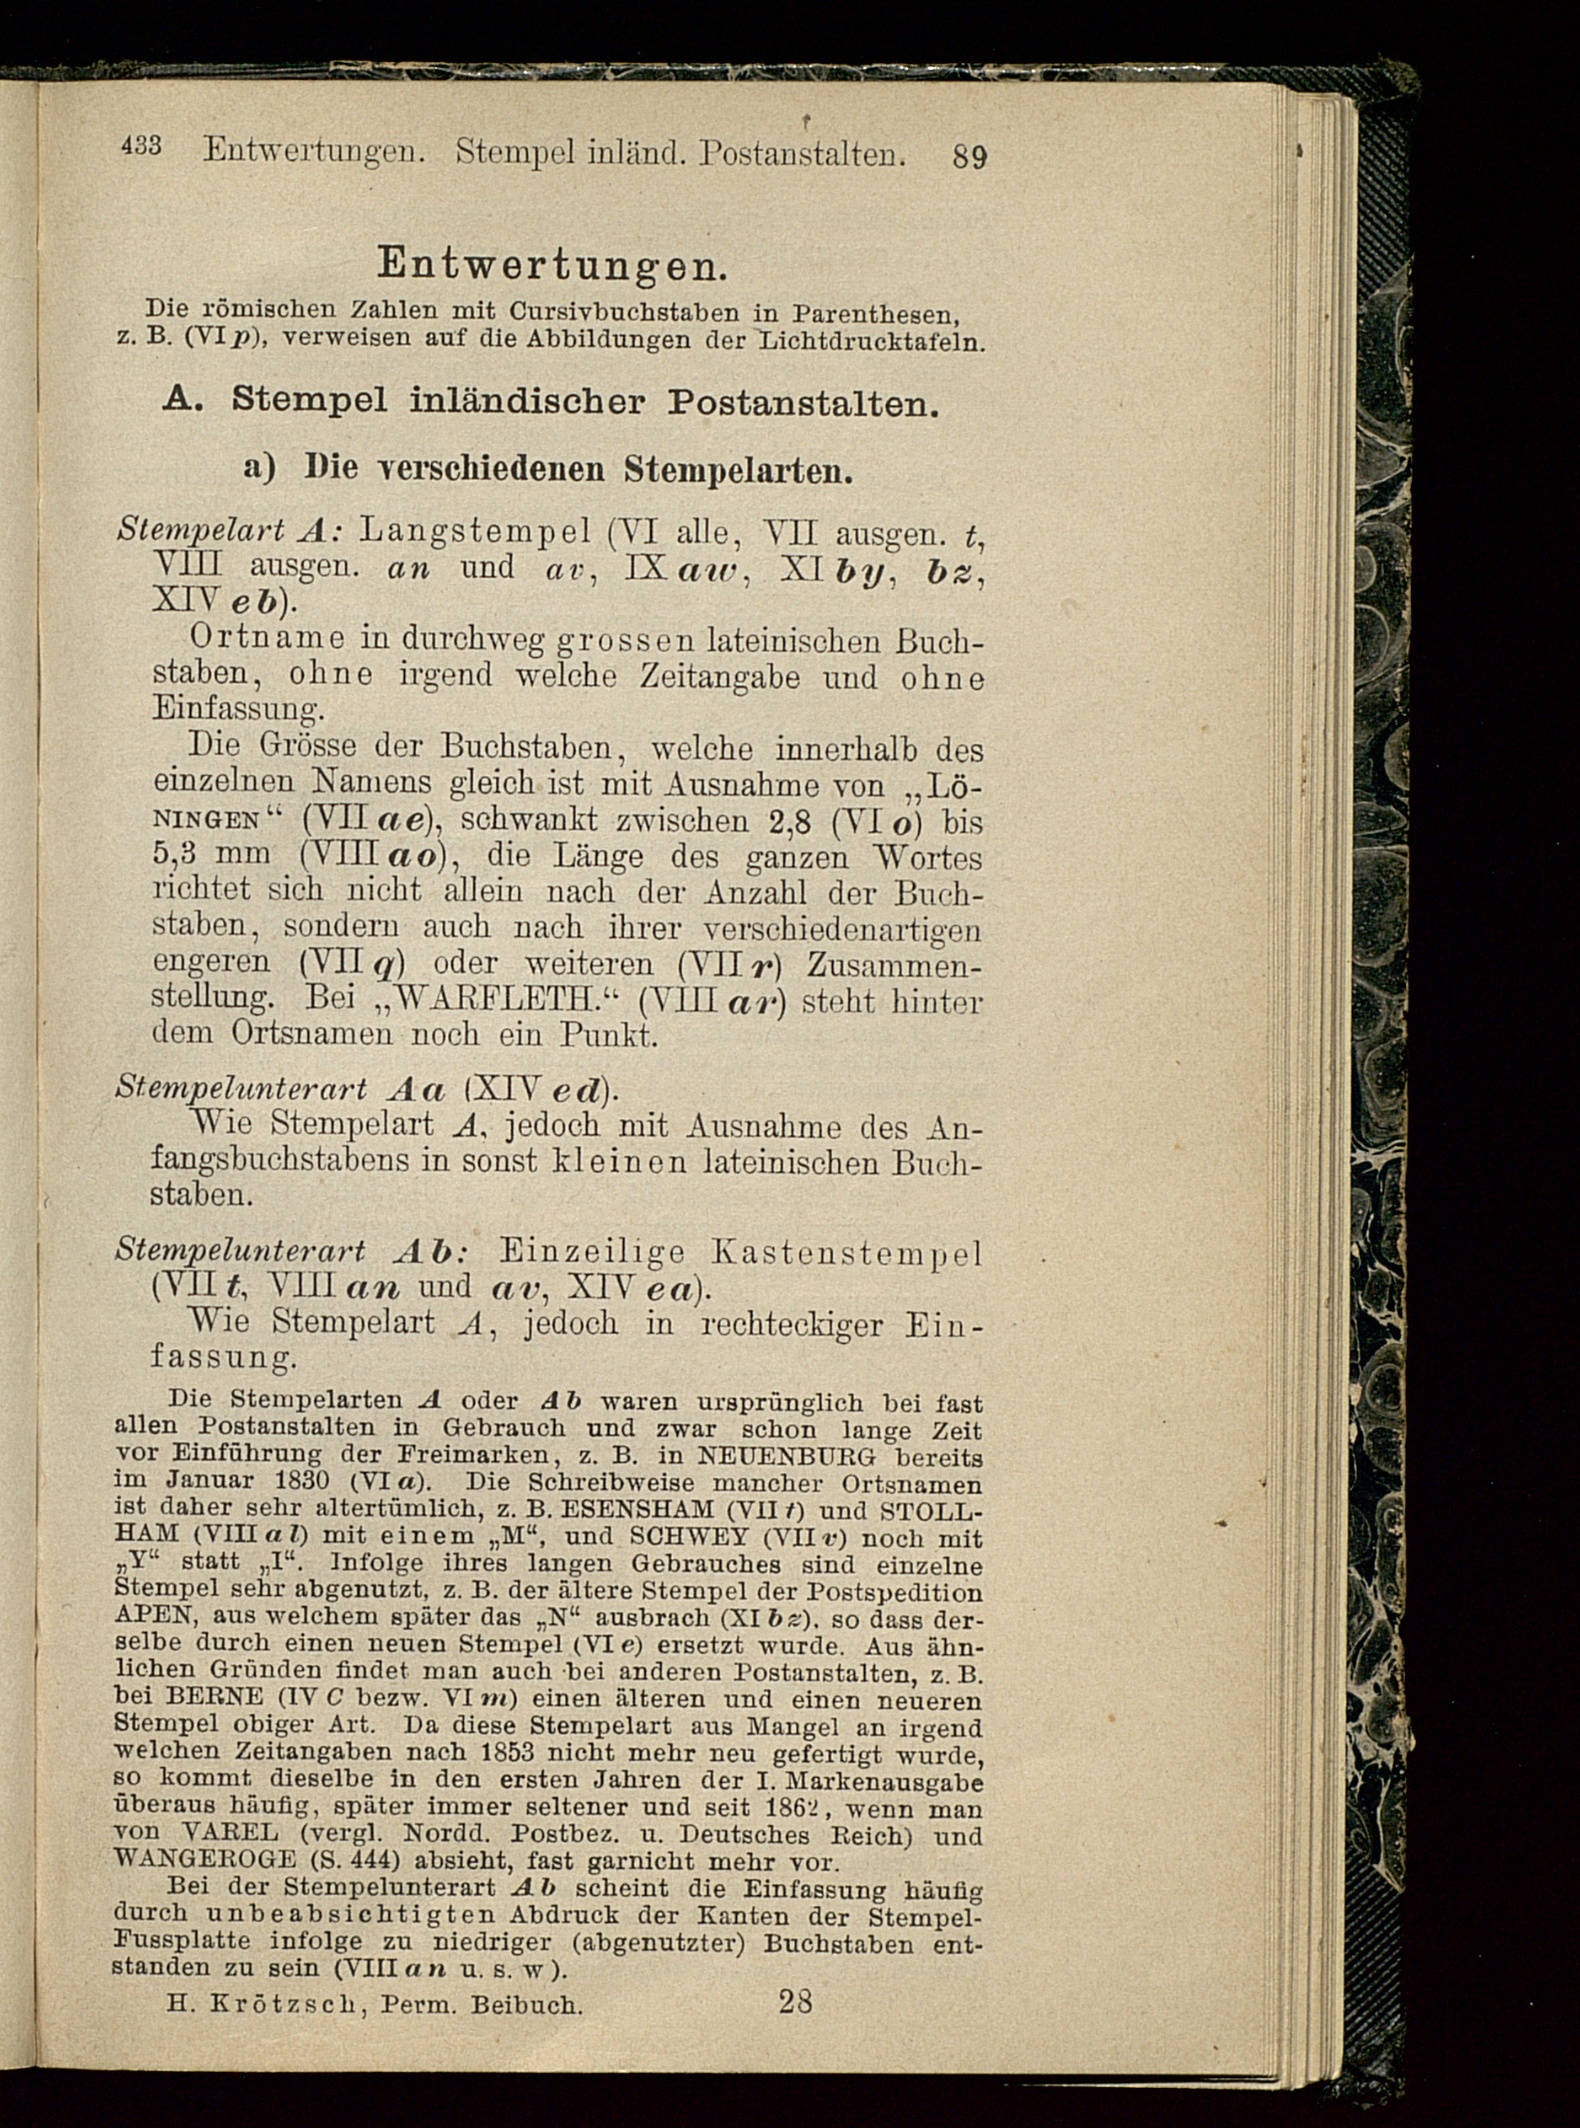 433 Entwertungen. Stempel inländ. Postanstalten. 89
Entwertungen.
Die römischen Zahlen mit Cursivbuchstaben in Parenthesen,
z. B. (VI p), verweisen auf die Abbildungen der Lichtdrucktafeln.
A. Stempel inländischer Postanstalten.
a) Die verschiedenen Stempelarten.
Stempelart A: Langstempel (VI alle, VII ausgen. t,
VIII ausgen. an und av, IX aw, XI by, bz,
XIV eb).
Ortname in durchweg grossen lateinischen Buch-
staben, ohne irgend welche Zeitangabe und ohne
Einfassung.
Die Grösse der Buchstaben, welche innerhalb des
einzelnen Namens gleich ist mit Ausnahme von „Lö-
NINGEN“ (VII ae), schwankt zwischen 2,8 (VI o) bis
5,3 mm (VIII ao), die Länge des ganzen Wortes
richtet sich nicht allein nach der Anzahl der Buch-
staben, sondern auch nach ihrer verschiedenartigen
engeren (VII q) oder weiteren (VII r) Zusammen-
stellung. Bei „WARFLETH.“ (VIII ar) steht hinter
dem Ortsnamen noch ein Punkt.
Stempelunterart Aa (XIV ed).
Wie Stempelart A, jedoch mit Ausnahme des An-
fangsbuchstabens in sonst kleinen lateinischen Buch-
staben.
Stempelunterart Ab: Einzeilige Kastenstempel
(VII t, VIII an und av, XIV ea).
Wie Stempelart A, jedoch in rechteckiger Ein-
fassung.
Die Stempelarten A oder Ab waren ursprünglich bei fast
allen Postanstalten in Gebrauch und zwar schon lange Zeit
vor Einführung der Freimarken, z. B. in NEUENBURG bereits
im Januar 1830 (VI a). Die Schreibweise mancher Ortsnamen
ist daher sehr altertümlich, z. B. ESENSHAM (VII t) und STOLL-
HAM (VIII al) mit einem „M“, und SCHWEY (VII v) noch mit
„Y“ statt „I“. Infolge ihres langen Gebrauches sind einzelne
Stempel sehr abgenutzt, z. B. der ältere Stempel der Postspedition
APEN, aus welchem später das „N“ ausbrach (XI bz), so dass der-
selbe durch einen neuen Stempel (VI e) ersetzt wurde. Aus ähn-
lichen Gründen findet man auch bei anderen Postanstalten, z. B.
bei BERNE (IV C bezw. VI m) einen älteren und einen neueren
Stempel obiger Art. Da diese Stempelart aus Mangel an irgend
welchen Zeitangaben nach 1853 nicht mehr neu gefertigt wurde,
so kommt dieselbe in den ersten Jahren der I. Markenausgabe
überaus häufig, später immer seltener und seit 1862, wenn man
von VAREL (vergl. Nordd. Postbez. u. Deutsches Reich) und
WANGEROGE (S. 444) absieht, fast garnicht mehr vor.
Bei der Stempelunterart Ab scheint die Einfassung häufig
durch unbeabsichtigten Abdruck der Kanten der Stempel-
Fussplatte infolge zu niedriger (abgenutzter) Buchstaben ent-
standen zu sein (VIII an u. s. w).
H. Krötzsch, Perm. Beibuch. 28